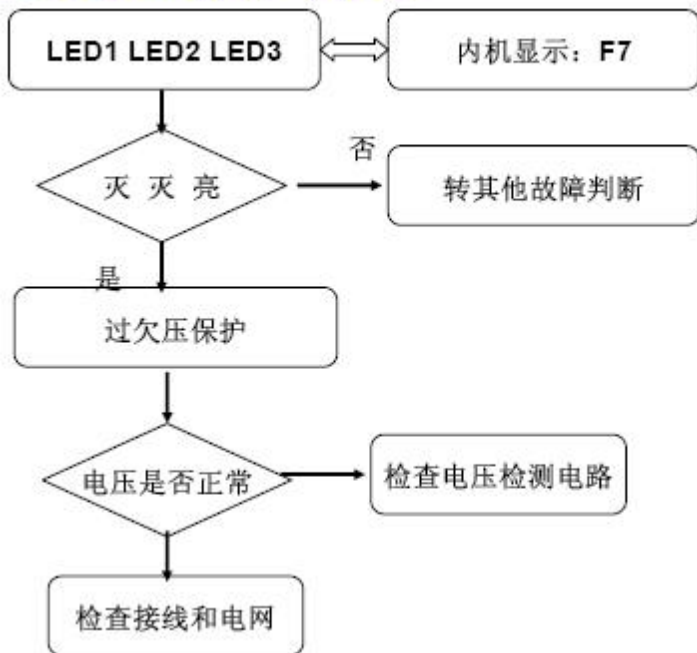 LED1 LED2 LED3
内机显示：F7
灭 灭 亮
否
转其他故障判断
是
过欠压保护
电压是否正常
检查电压检测电路
检查接线和电网